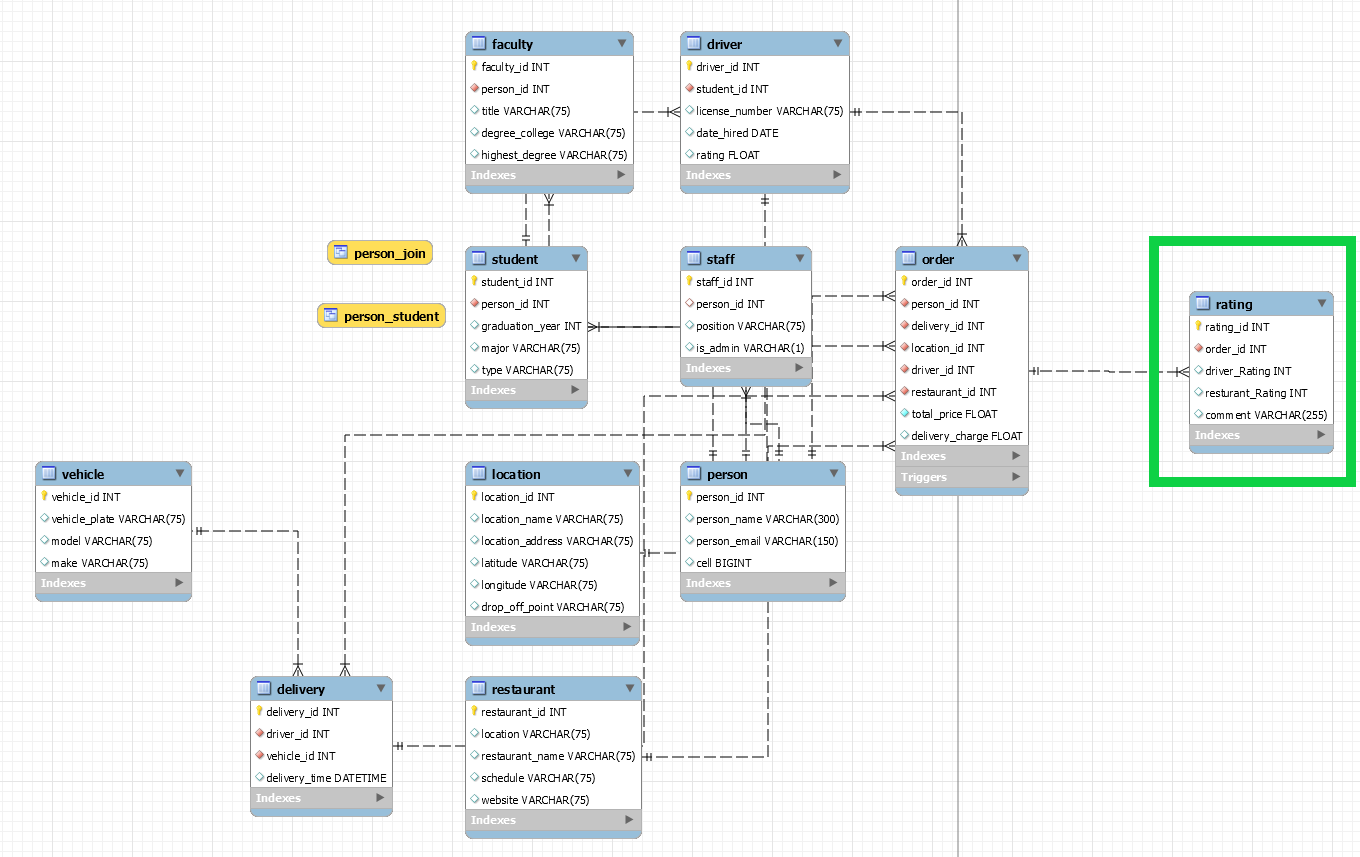 faculty
faculty_id INT
person_id INT
title VARCHAR(75)
degree_college VARCHAR(75)
highest_degree VARCHAR(75)
Indexes
driver
driver_id INT
student_id INT
license_number VARCHAR(75)
date_hired DATE
rating FLOAT
Indexes
person_join
person_student
student
student_id INT
person_id INT
graduation_year INT
major VARCHAR(75)
type VARCHAR(75)
Indexes
staff
staff_id INT
person_id INT
position VARCHAR(75)
is_admin VARCHAR(1)
Indexes
order
order_id INT
person_id INT
delivery_id INT
location_id INT
driver_id INT
restaurant_id INT
total_price FLOAT
delivery_charge FLOAT
Indexes
Triggers
rating
rating_id INT
order_id INT
driver_Rating INT
resturant_Rating INT
comment VARCHAR(255)
Indexes
vehicle
vehicle_id INT
vehicle_plate VARCHAR(75)
model VARCHAR(75)
make VARCHAR(75)
Indexes
location
location_id INT
location_name VARCHAR(75)
location_address VARCHAR(75)
latitude VARCHAR(75)
longitude VARCHAR(75)
drop_off_point VARCHAR(75)
Indexes
person
person_id INT
person_name VARCHAR(300)
person_email VARCHAR(150)
cell BIGINT
Indexes
delivery
delivery_id INT
driver_id INT
vehicle_id INT
delivery_time DATETIME
Indexes
restaurant
restaurant_id INT
location VARCHAR(75)
restaurant_name VARCHAR(75)
schedule VARCHAR(75)
website VARCHAR(75)
Indexes